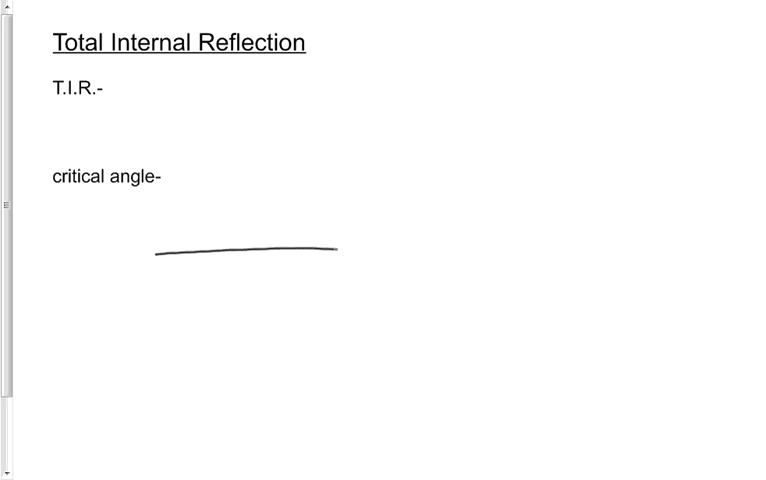 Total Internal Reflection
T.I.R.-
critical angle-